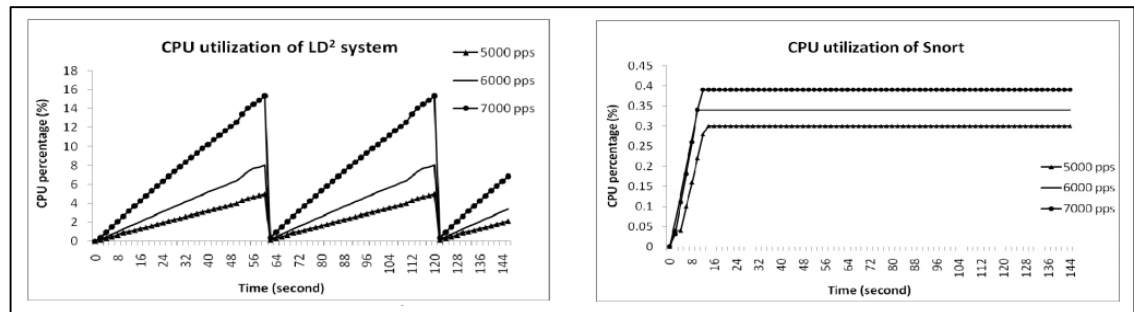 CPU utilization of LD² system
5000 pps
6000 pps
7000 pps
CPU percentage (%)
18
16
14
12
10
8
6
4
2
0
0 8 16 24 32 40 48 56 64 72 80 88 96 104 112 120 128 136 144
Time (second)
CPU utilization of Snort
CPU percentage (%)
0.45
0.4
0.35
0.3
0.25
0.2
0.15
0.1
0.05
0
5000 pps
6000 pps
7000 pps
0 8 16 24 32 40 48 56 64 72 80 88 96 104 112 120 128 136 144
Time (second)